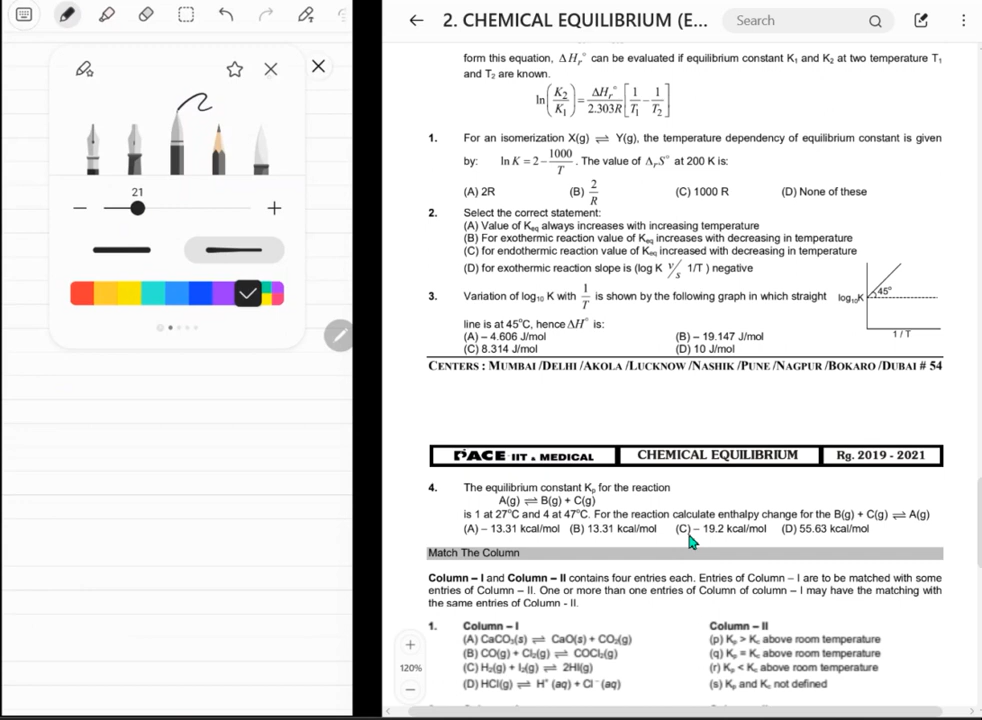 2. CHEMICAL EQUILIBRIUM (E...
Search
21
form this equation, ΔHr° can be evaluated if equilibrium constant K1 and K2 at two temperature T1
and T2 are known.
ln(K2/K1) = ΔHr°/2.303R [1/T1 − 1/T2]
1. For an isomerization X(g) ⇌ Y(g), the temperature dependency of equilibrium constant is given
by: ln K = 2 − 1000/T. The value of ΔrS° at 200 K is:
(A) 2R (B) 2/R (C) 1000 R (D) None of these
2. Select the correct statement:
(A) Value of Keq always increases with increasing temperature
(B) For exothermic reaction value of Keq increases with decreasing in temperature
(C) for endothermic reaction value of Keq increased with decreasing in temperature
(D) for exothermic reaction slope is (log K V/s 1/T ) negative
3. Variation of log10 K with 1/T is shown by the following graph in which straight
line is at 45°C, hence ΔH° is:
(A) – 4.606 J/mol (B) – 19.147 J/mol
(C) 8.314 J/mol (D) 10 J/mol
log10K
45°
1/T
CENTERS : MUMBAI /DELHI /AKOLA /LUCKNOW /NASHIK /PUNE /NAGPUR /BOKARO /DUBAI # 54
PACE IIT & MEDICAL CHEMICAL EQUILIBRIUM Rg. 2019 - 2021
4. The equilibrium constant Kp for the reaction
A(g) ⇌ B(g) + C(g)
is 1 at 27°C and 4 at 47°C. For the reaction calculate enthalpy change for the B(g) + C(g) ⇌ A(g)
(A) – 13.31 kcal/mol (B) 13.31 kcal/mol (C) – 19.2 kcal/mol (D) 55.63 kcal/mol
Match The Column
Column – I and Column – II contains four entries each. Entries of Column – I are to be matched with some
entries of Column – II. One or more than one entries of Column of column – I may have the matching with
the same entries of Column - II.
1. Column – I Column – II
(A) CaCO3(s) ⇌ CaO(s) + CO2(g) (p) Kp > Kc above room temperature
(B) CO(g) + Cl2(g) ⇌ COCl2(g) (q) Kp = Kc above room temperature
(C) H2(g) + I2(g) ⇌ 2HI(g) (r) Kp < Kc above room temperature
(D) HCl(g) ⇌ H+ (aq) + Cl− (aq) (s) Kp and Kc not defined
120%